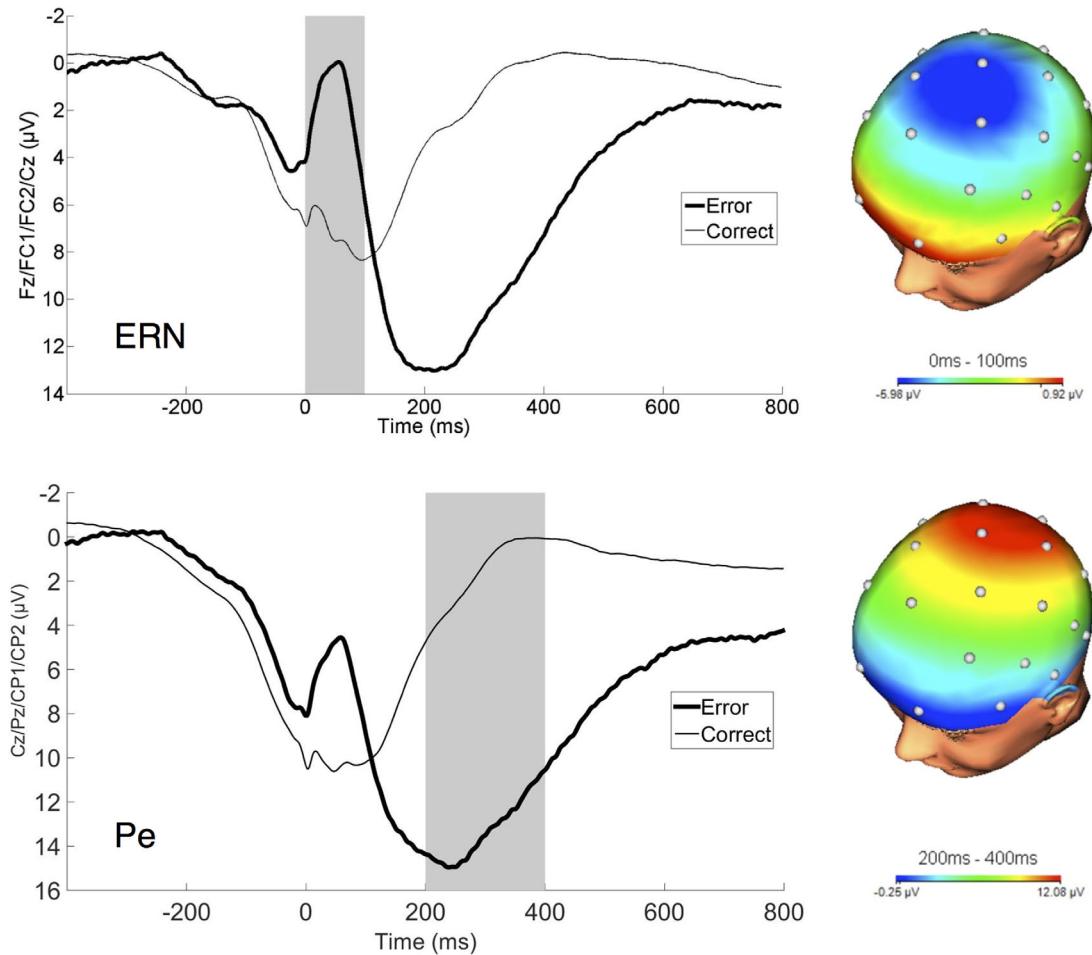 -2
0
2
4
6
8
10
12
14
Fz/FC1/FC2/Cz (µV)
ERN
Error
Correct
-200
0
200
400
600
800
Time (ms)
0ms - 100ms
-5.98 µV
0.92 µV
-2
0
2
4
6
8
10
12
14
16
Cz/Pz/CP1/CP2 (µV)
Pe
Error
Correct
-200
0
200
400
600
800
Time (ms)
200ms - 400ms
-0.25 µV
12.08 µV